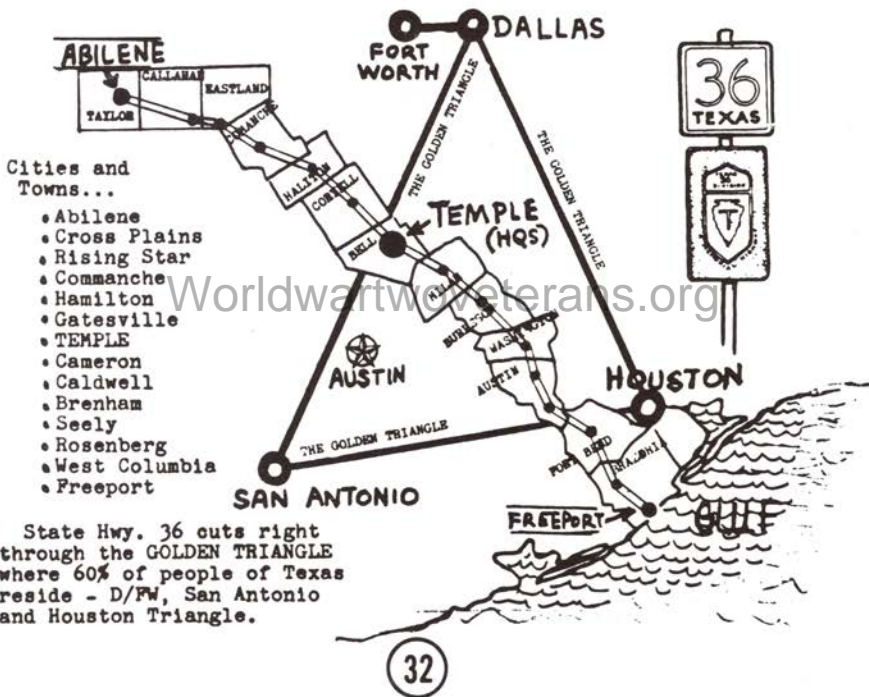 DALLAS
FORT WORTH
ABILENE
CALLAHAN
EASTLAND
TAYLOR
COMANCHE
36
TEXAS
THE GOLDEN TRIANGLE
THE GOLDEN TRIANGLE
Cities and
Towns...
HALITON
CORYELL
TEMPLE
(HQS)
BELL
T
• Abilene
• Cross Plains
• Rising Star
• Commanche
• Hamilton
• Gatesville
• TEMPLE
• Cameron
• Caldwell
• Brenham
• Seely
• Rosenberg
• West Columbia
• Freeport
Worldwartwoveterans.org
BURLESON
WASHINGTON
AUSTIN
AUSTIN
HOUSTON
THE GOLDEN TRIANGLE
FORT BEND
SAN ANTONIO
FREEPORT
GULF
State Hwy. 36 cuts right
through the GOLDEN TRIANGLE
where 60% of people of Texas
reside - D/FW, San Antonio
and Houston Triangle.
32